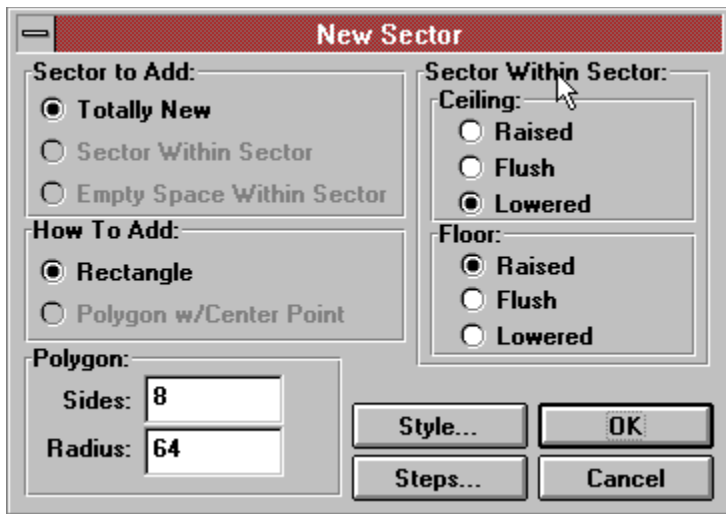 New Sector
Sector to Add:
Totally New
Sector Within Sector
Empty Space Within Sector
How To Add:
Rectangle
Polygon w/Center Point
Polygon:
Sides: 8
Radius: 64
Sector Within Sector:
Ceiling:
Raised
Flush
Lowered
Floor:
Raised
Flush
Lowered
Style...
OK
Steps...
Cancel